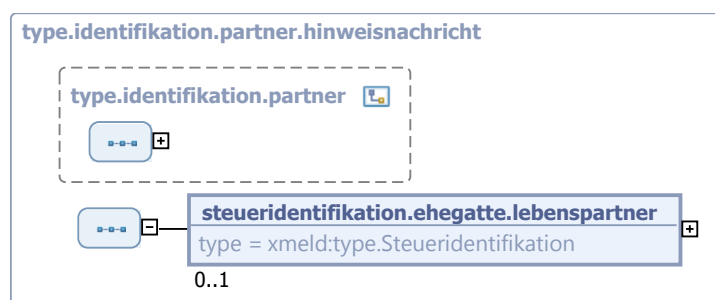 type.identifikation.partner.hinweisnachricht
type.identifikation.partner
steueridentifikation.ehegatte.lebenspartner
type = xmeld:type.Steueridentifikation
0..1